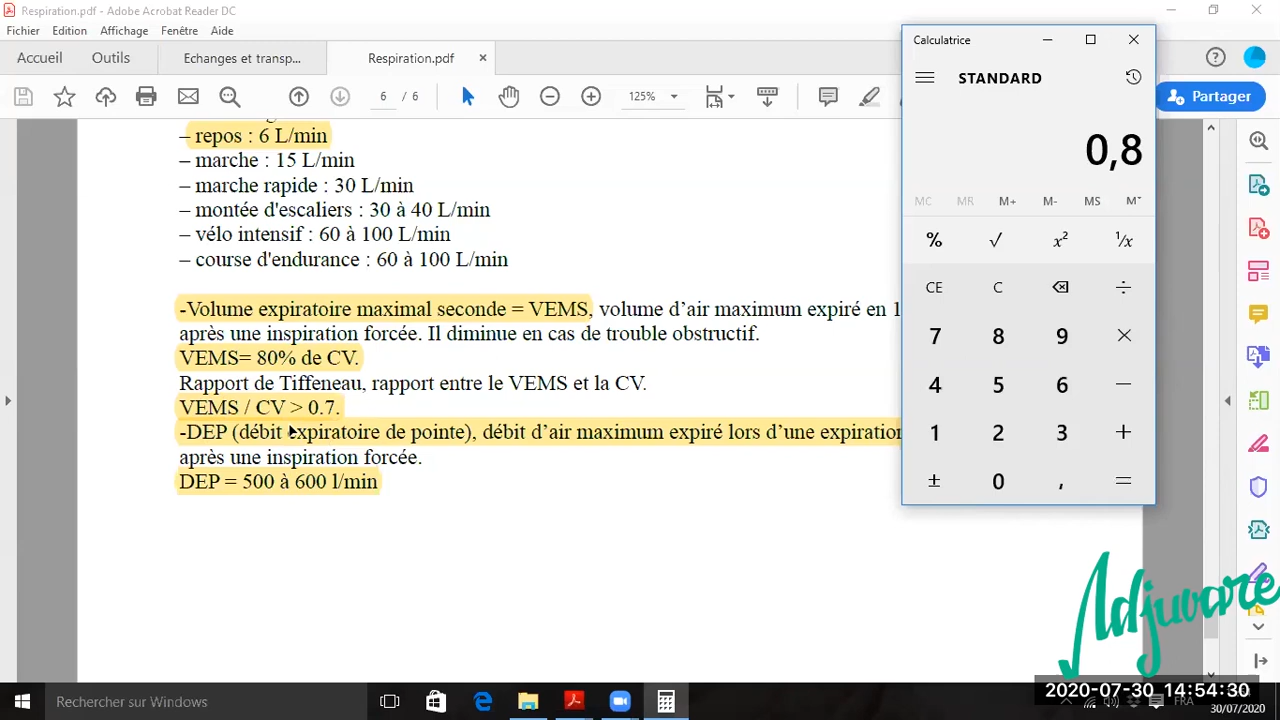 Respiration.pdf - Adobe Acrobat Reader DC
Fichier Edition Affichage Fenêtre Aide
Accueil Outils Echanges et transp... Respiration.pdf ×
6 / 6 125% Partager
– repos : 6 L/min
– marche : 15 L/min
– marche rapide : 30 L/min
– montée d'escaliers : 30 à 40 L/min
– vélo intensif : 60 à 100 L/min
– course d'endurance : 60 à 100 L/min
-Volume expiratoire maximal seconde = VEMS, volume d’air maximum expiré en 1
après une inspiration forcée. Il diminue en cas de trouble obstructif.
VEMS= 80% de CV.
Rapport de Tiffeneau, rapport entre le VEMS et la CV.
VEMS / CV > 0.7.
-DEP (débit expiratoire de pointe), débit d’air maximum expiré lors d’une expiration
après une inspiration forcée.
DEP = 500 à 600 l/min
Calculatrice
STANDARD
0,8
MC MR M+ M- MS M˅
% √ x² ¹/x
CE C ⌫ ÷
7 8 9 ×
4 5 6 −
1 2 3 +
± 0 , =
Adjuvare
2020-07-30 14:54:30
Rechercher sur Windows
FRA
30/07/2020